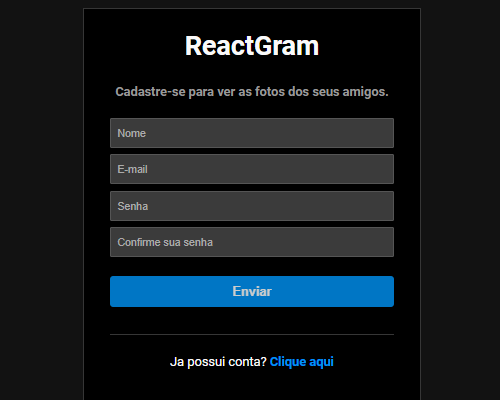 ReactGram
Cadastre-se para ver as fotos dos seus amigos.
Nome
E-mail
Senha
Confirme sua senha
Enviar
Ja possui conta? Clique aqui